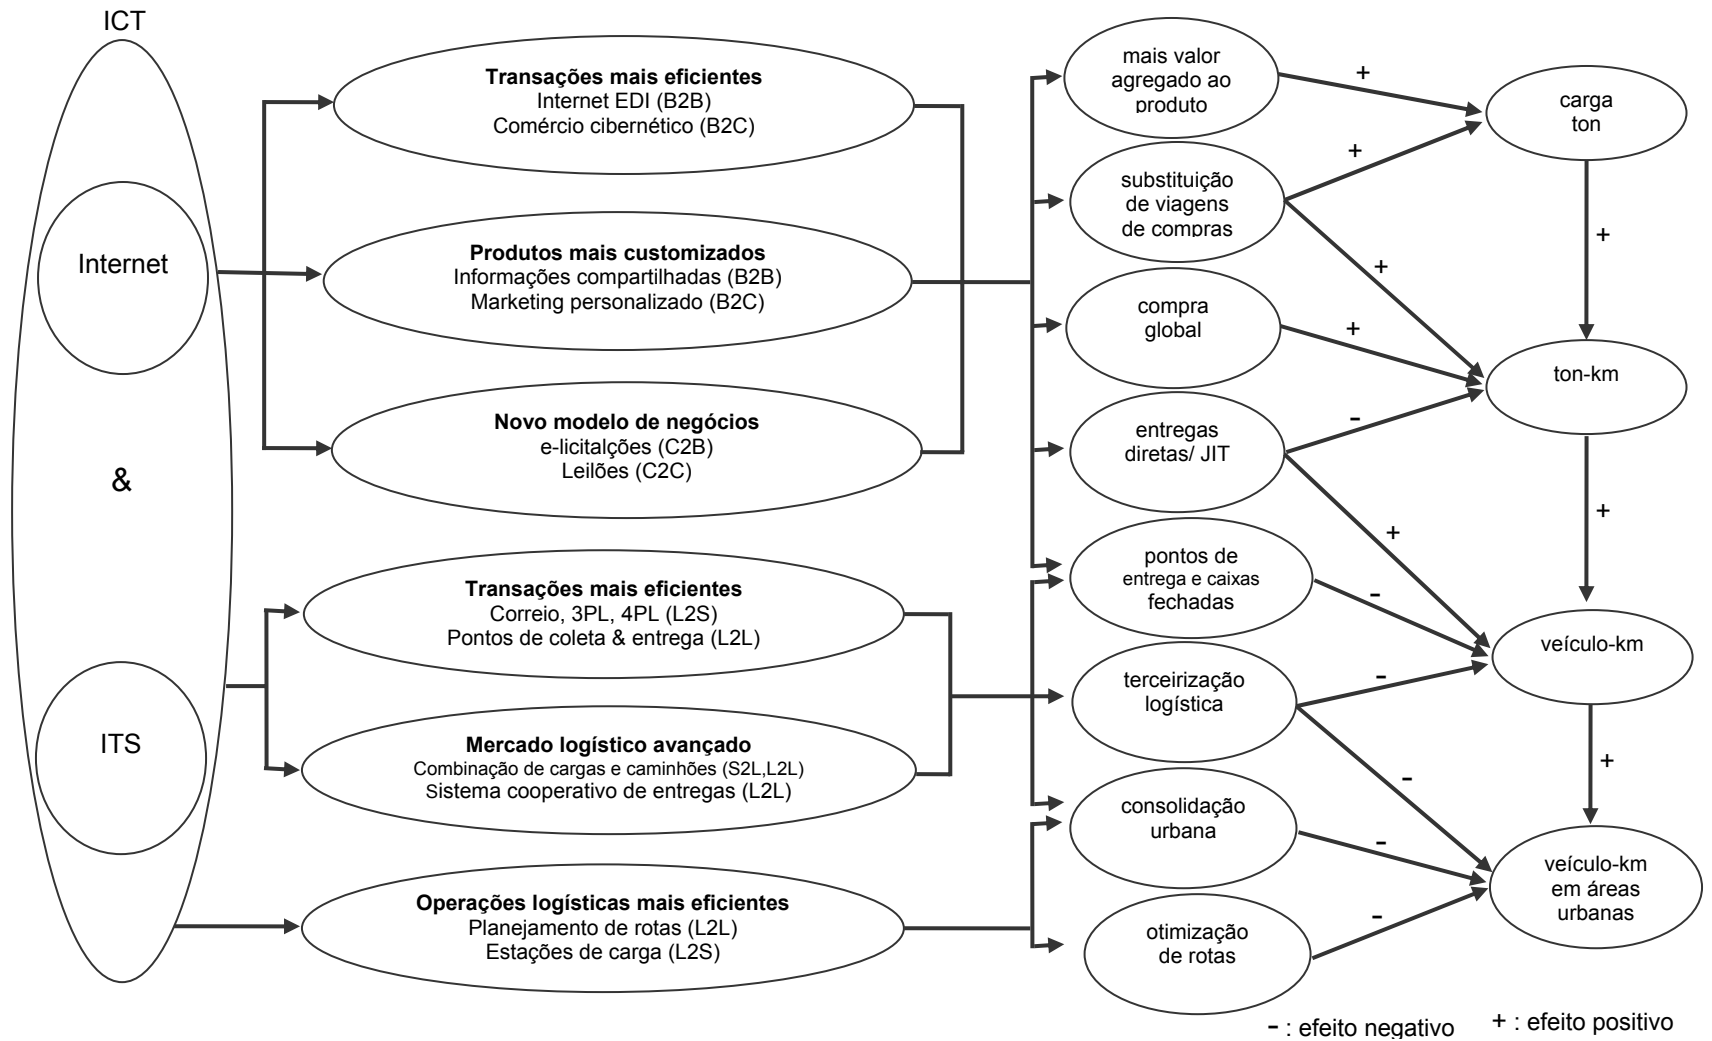 ICT
Internet
&
ITS
Transações mais eficientes
Internet EDI (B2B)
Comércio cibernético (B2C)
Produtos mais customizados
Informações compartilhadas (B2B)
Marketing personalizado (B2C)
Novo modelo de negócios
e-licitalções (C2B)
Leilões (C2C)
Transações mais eficientes
Correio, 3PL, 4PL (L2S)
Pontos de coleta & entrega (L2L)
Mercado logístico avançado
Combinação de cargas e caminhões (S2L,L2L)
Sistema cooperativo de entregas (L2L)
Operações logísticas mais eficientes
Planejamento de rotas (L2L)
Estações de carga (L2S)
mais valor
agregado ao
produto
substituição
de viagens
de compras
compra
global
entregas
diretas/ JIT
pontos de
entrega e caixas
fechadas
terceirização
logística
consolidação
urbana
otimização
de rotas
+
+
+
+
-
+
-
-
-
-
-
carga
ton
+
ton-km
+
veículo-km
+
veículo-km
em áreas
urbanas
- : efeito negativo
+ : efeito positivo